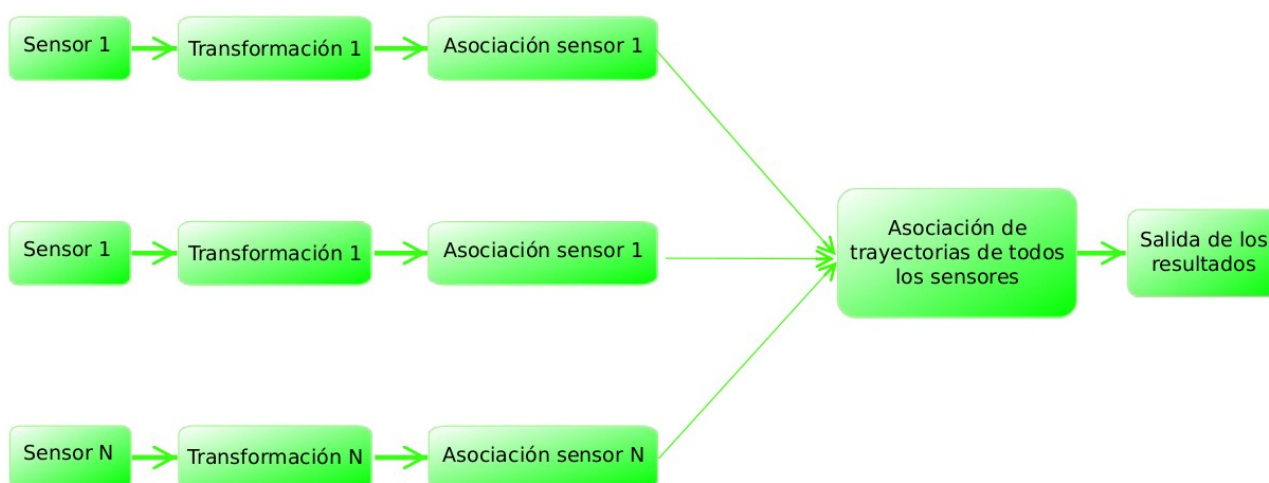 Sensor 1
Transformación 1
Asociación sensor 1
Sensor 1
Transformación 1
Asociación sensor 1
Asociación de
trayectorias de todos
los sensores
Salida de los
resultados
Sensor N
Transformación N
Asociación sensor N